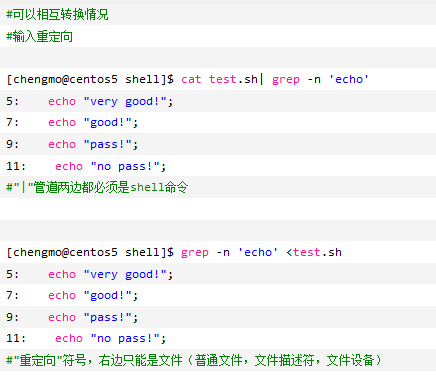 #可以相互转换情况
#输入重定向
[chengmo@centos5 shell]$ cat test.sh| grep -n 'echo'
5:    echo "very good!";
7:    echo "good!";
9:    echo "pass!";
11:    echo "no pass!";
#"|"管道两边都必须是shell命令
[chengmo@centos5 shell]$ grep -n 'echo' <test.sh
5:    echo "very good!";
7:    echo "good!";
9:    echo "pass!";
11:    echo "no pass!";
#"重定向"符号，右边只能是文件（普通文件，文件描述符，文件设备）